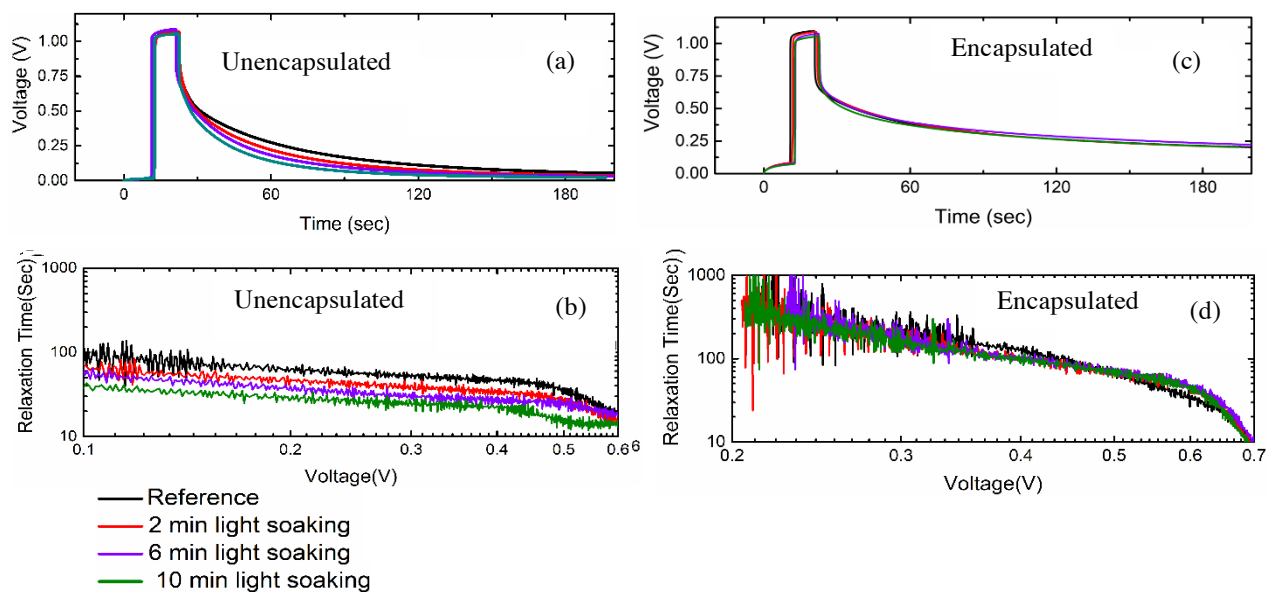 Unencapsulated
(a)
Voltage (V)
1.00
0.75
0.50
0.25
0.00
0 60 120 180
Time (sec)
Encapsulated
(c)
Voltage (V)
1.00
0.75
0.50
0.25
0.00
0 60 120 180
Time (sec)
Unencapsulated
(b)
Relaxation Time(Sec)
1000
100
10
0.1 0.2 0.3 0.4 0.5 0.6 6
Voltage(V)
Encapsulated
(d)
Relaxation Time(Sec))
1000
100
10
0.2 0.3 0.4 0.5 0.6 0.7
Voltage(V)
Reference
2 min light soaking
6 min light soaking
10 min light soaking